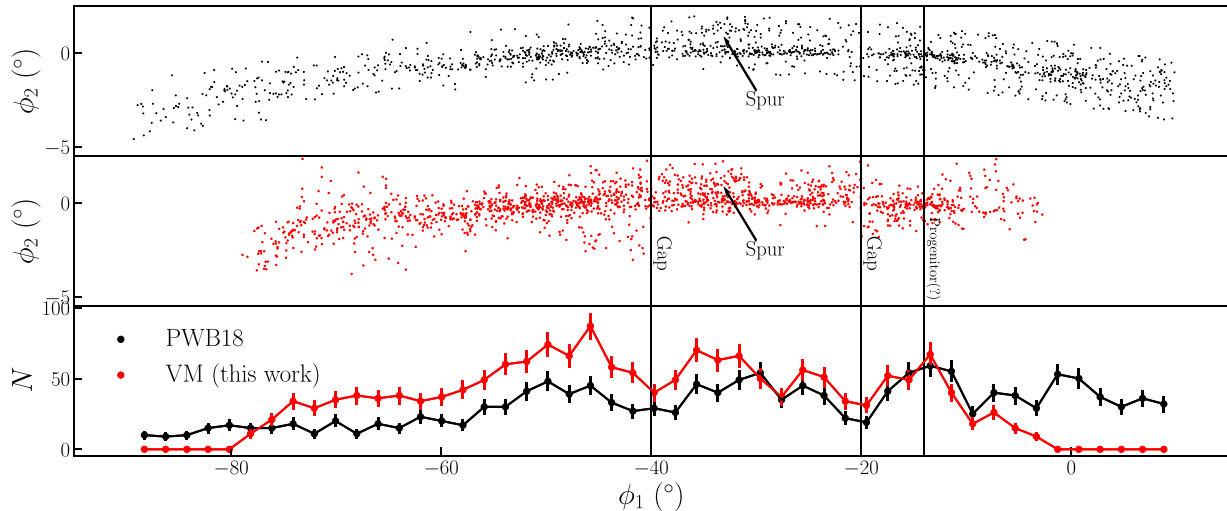 ϕ₂ (°)
0
−5
Spur
ϕ₂ (°)
0
−5
Gap
Spur
Gap
Progenitor(?)
N
100
50
0
PWB18
VM (this work)
−80
−60
−40
−20
0
ϕ₁ (°)